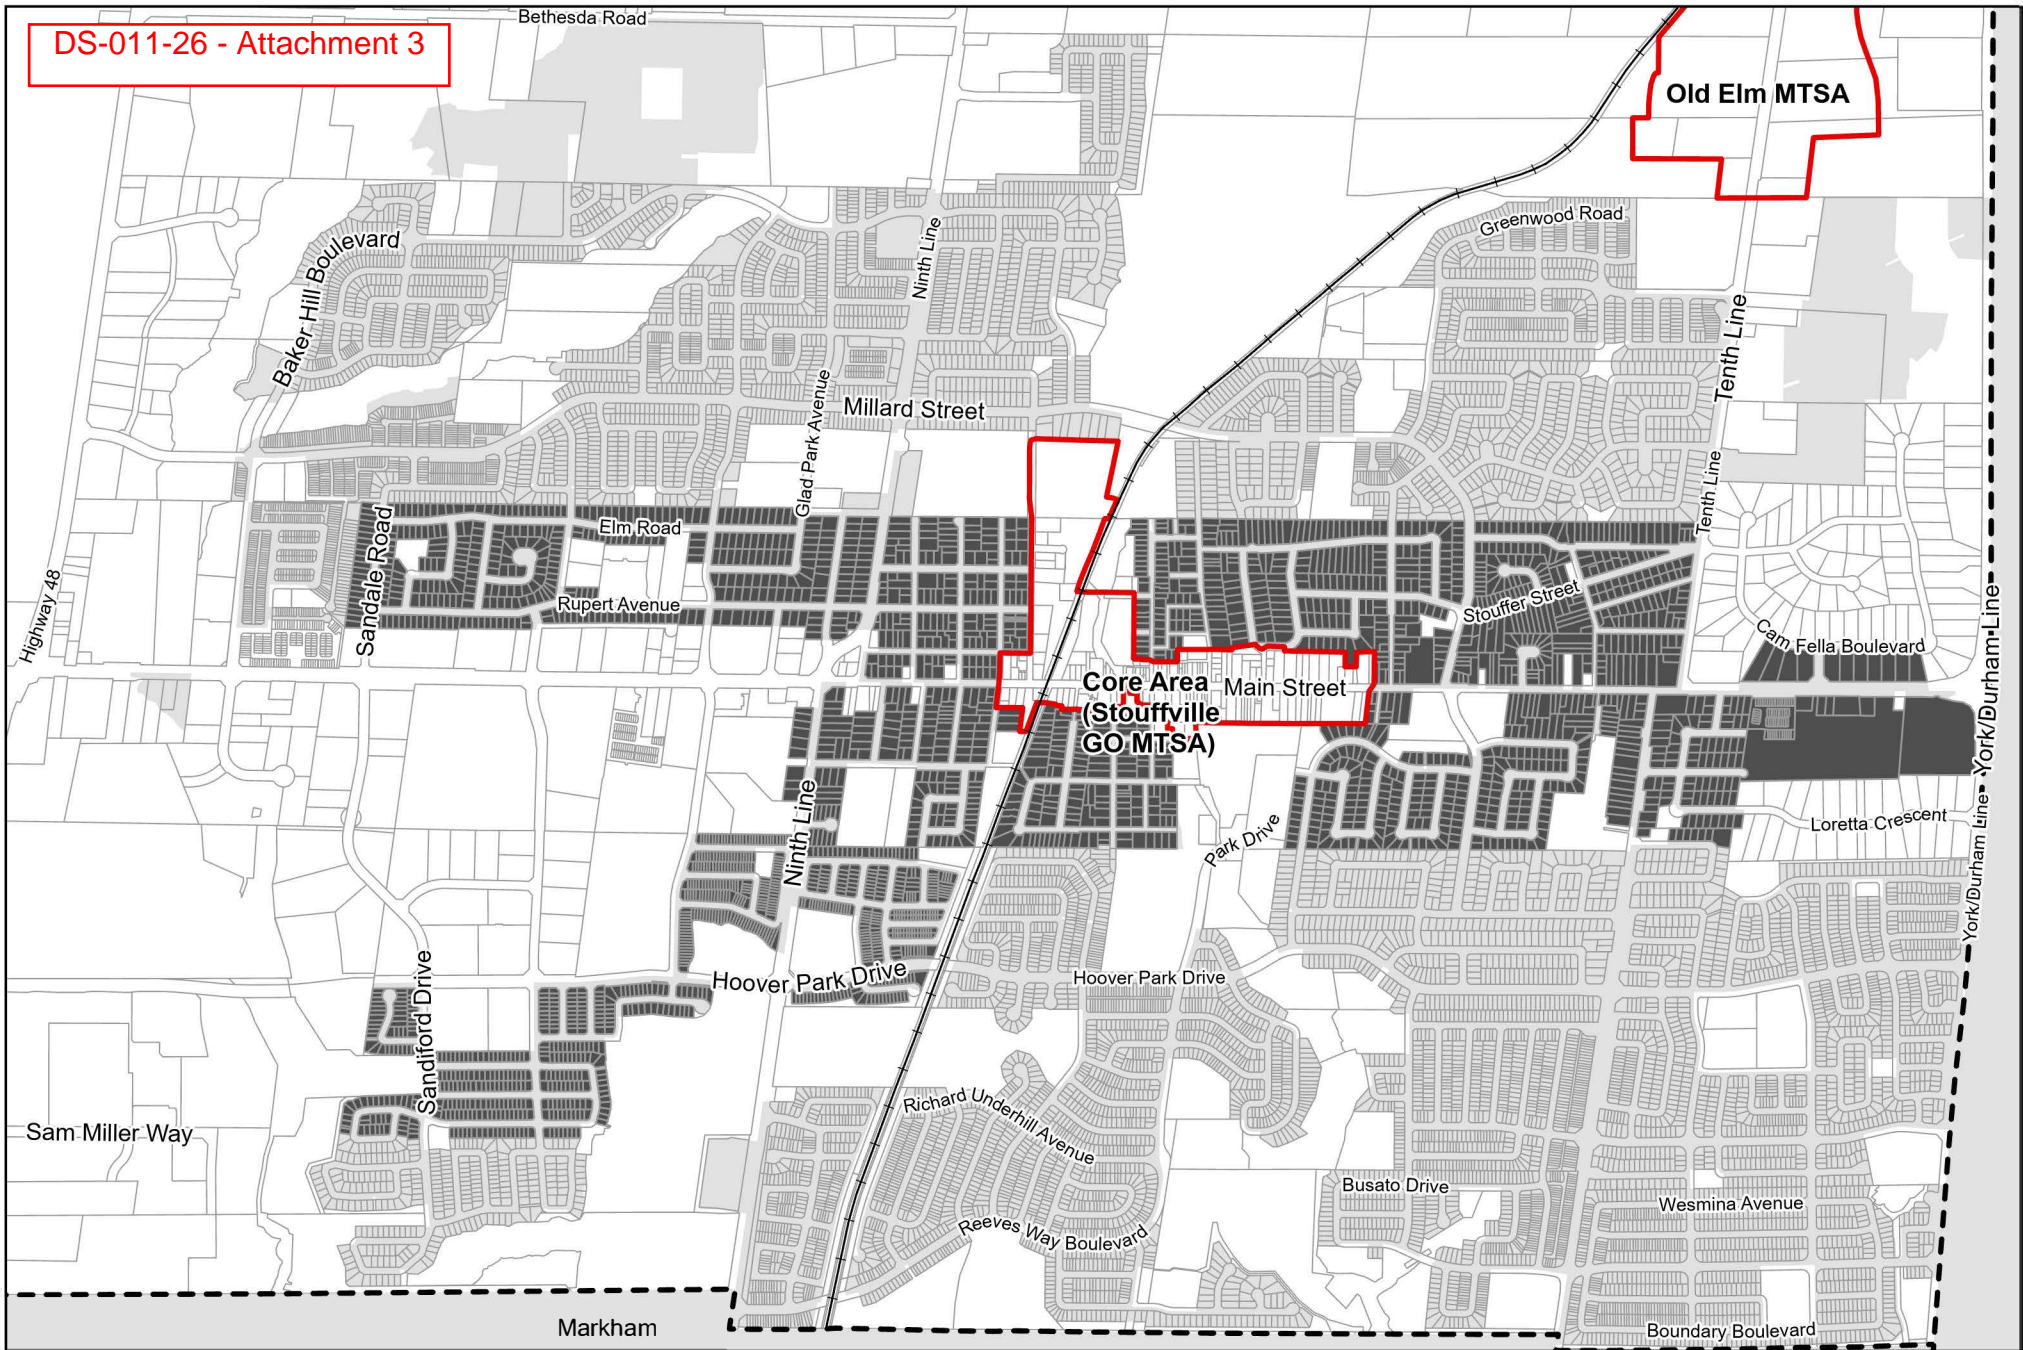 Bethesda Road
DS-011-26 - Attachment 3
Old Elm MTSA
Greenwood Road
Baker Hill Boulevard
Ninth Line
Tenth Line
Glad Park Avenue
Millard Street
Tenth Line
Elm Road
Sandale Road
Highway 48
Rupert Avenue
Stouffer Street
Cam Fella Boulevard
York/Durham Line
Core Area
(Stouffville
GO MTSA)
Main Street
Ninth Line
Park Drive
Loretta Crescent
York/Durham Line
Hoover Park Drive
Hoover Park Drive
Sandiford Drive
Richard Underhill Avenue
Sam Miller Way
Busato Drive
Wesmina Avenue
Reeves Way Boulevard
Markham
Boundary Boulevard